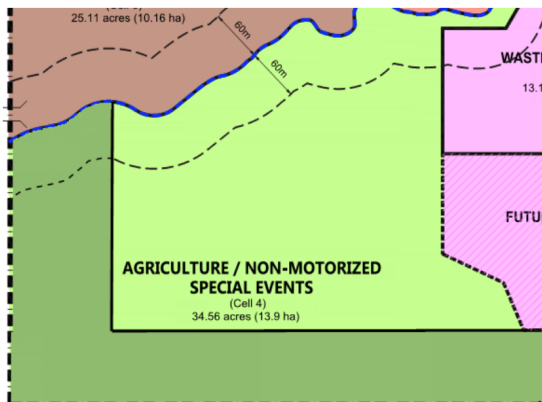 25.11 acres (10.16 ha)
60m
60m
13.1
AGRICULTURE / NON-MOTORIZED
SPECIAL EVENTS
(Cell 4)
34.56 acres (13.9 ha)